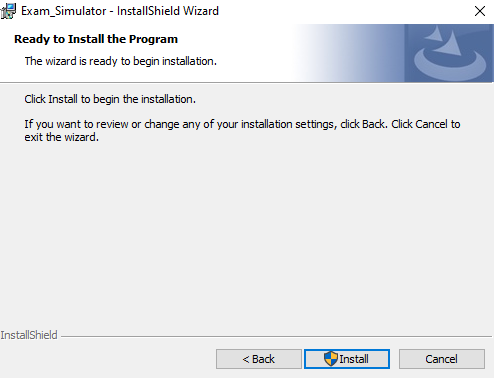 Exam_Simulator - InstallShield Wizard
Ready to Install the Program
The wizard is ready to begin installation.
Click Install to begin the installation.
If you want to review or change any of your installation settings, click Back. Click Cancel to
exit the wizard.
InstallShield
< Back
Install
Cancel